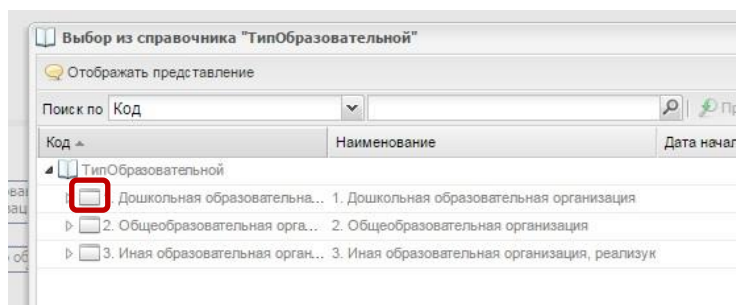 Выбор из справочника "ТипОбразовательной"
Отображать представление
Поиск по Код
Код Наименование Дата начал
ТипОбразовательной
. Дошкольная образовательна... 1. Дошкольная образовательная организация
2. Общеобразовательная орга... 2. Общеобразовательная организация
3. Иная образовательная орган... 3. Иная образовательная организация, реализук